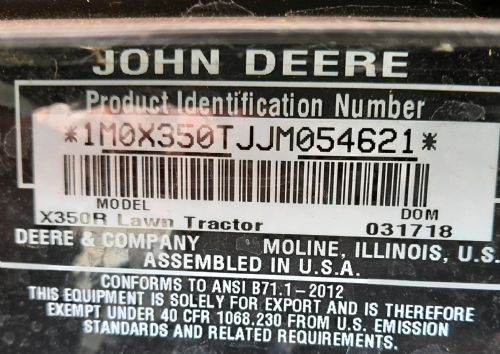 JOHN DEERE
Product Identification Number
*1M0X350TJJM054621*
MODEL DOM
X350R Lawn Tractor 031718
DEERE & COMPANY MOLINE, ILLINOIS, U.S.
ASSEMBLED IN U.S.A.
CONFORMS TO ANSI B71.1-2012
THIS EQUIPMENT IS SOLELY FOR EXPORT AND IS THEREFORE
EXEMPT UNDER 40 CFR 1068.230 FROM U.S. EMISSION
STANDARDS AND RELATED REQUIREMENTS.